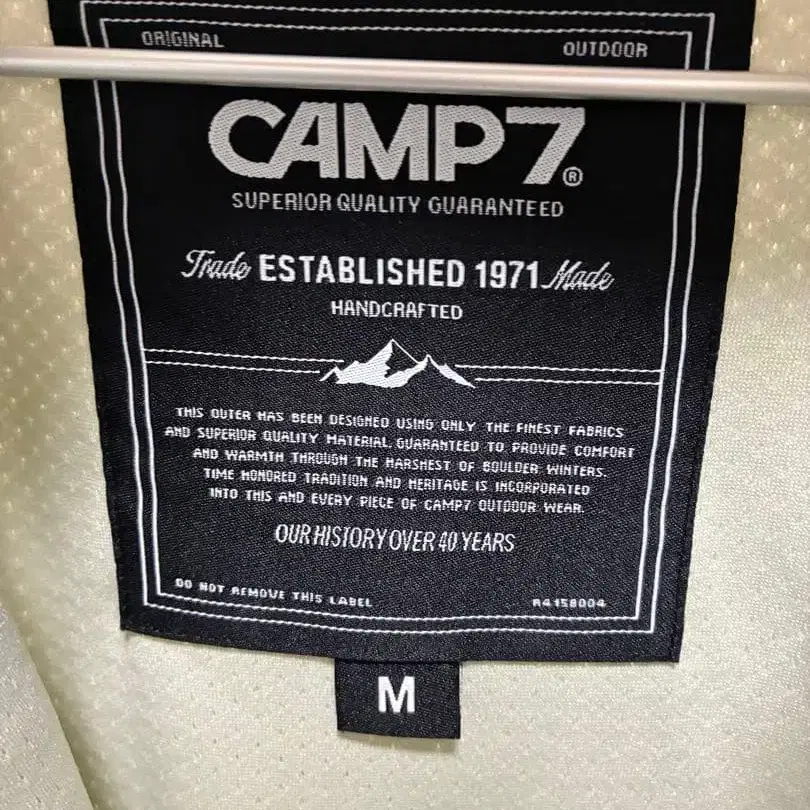 ORIGINAL OUTDOOR
CAMP7®
SUPERIOR QUALITY GUARANTEED
Trade ESTABLISHED 1971 Made
HANDCRAFTED
THIS OUTER HAS BEEN DESIGNED USING ONLY THE FINEST FABRICS
AND SUPERIOR QUALITY MATERIAL. GUARANTEED TO PROVIDE COMFORT
AND WARMTH THROUGH THE HARSHEST OF BOULDER WINTERS.
TIME HONORED TRADITION AND HERITAGE IS INCORPORATED
INTO THIS AND EVERY PIECE OF CAMP7 OUTDOOR WEAR.
OUR HISTORY OVER 40 YEARS
DO NOT REMOVE THIS LABEL R4158004
M